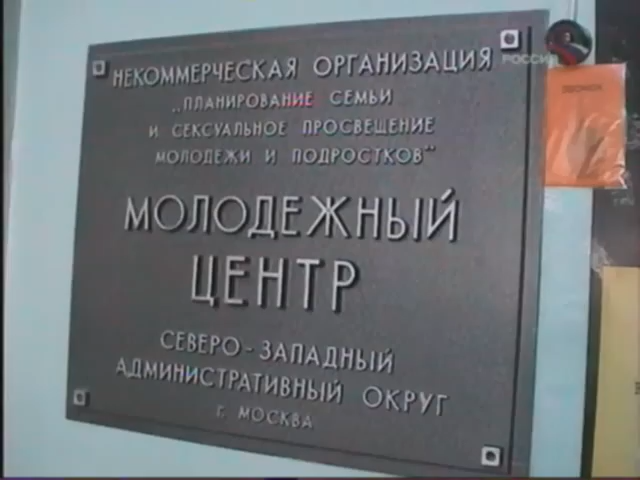 РОССИЯ
НЕКОММЕРЧЕСКАЯ ОРГАНИЗАЦИЯ
„ПЛАНИРОВАНИЕ СЕМЬИ
И СЕКСУАЛЬНОЕ ПРОСВЕЩЕНИЕ
МОЛОДЕЖИ И ПОДРОСТКОВ"
МОЛОДЕЖНЫЙ
ЦЕНТР
СЕВЕРО-ЗАПАДНЫЙ
АДМИНИСТРАТИВНЫЙ ОКРУГ
Г. МОСКВА